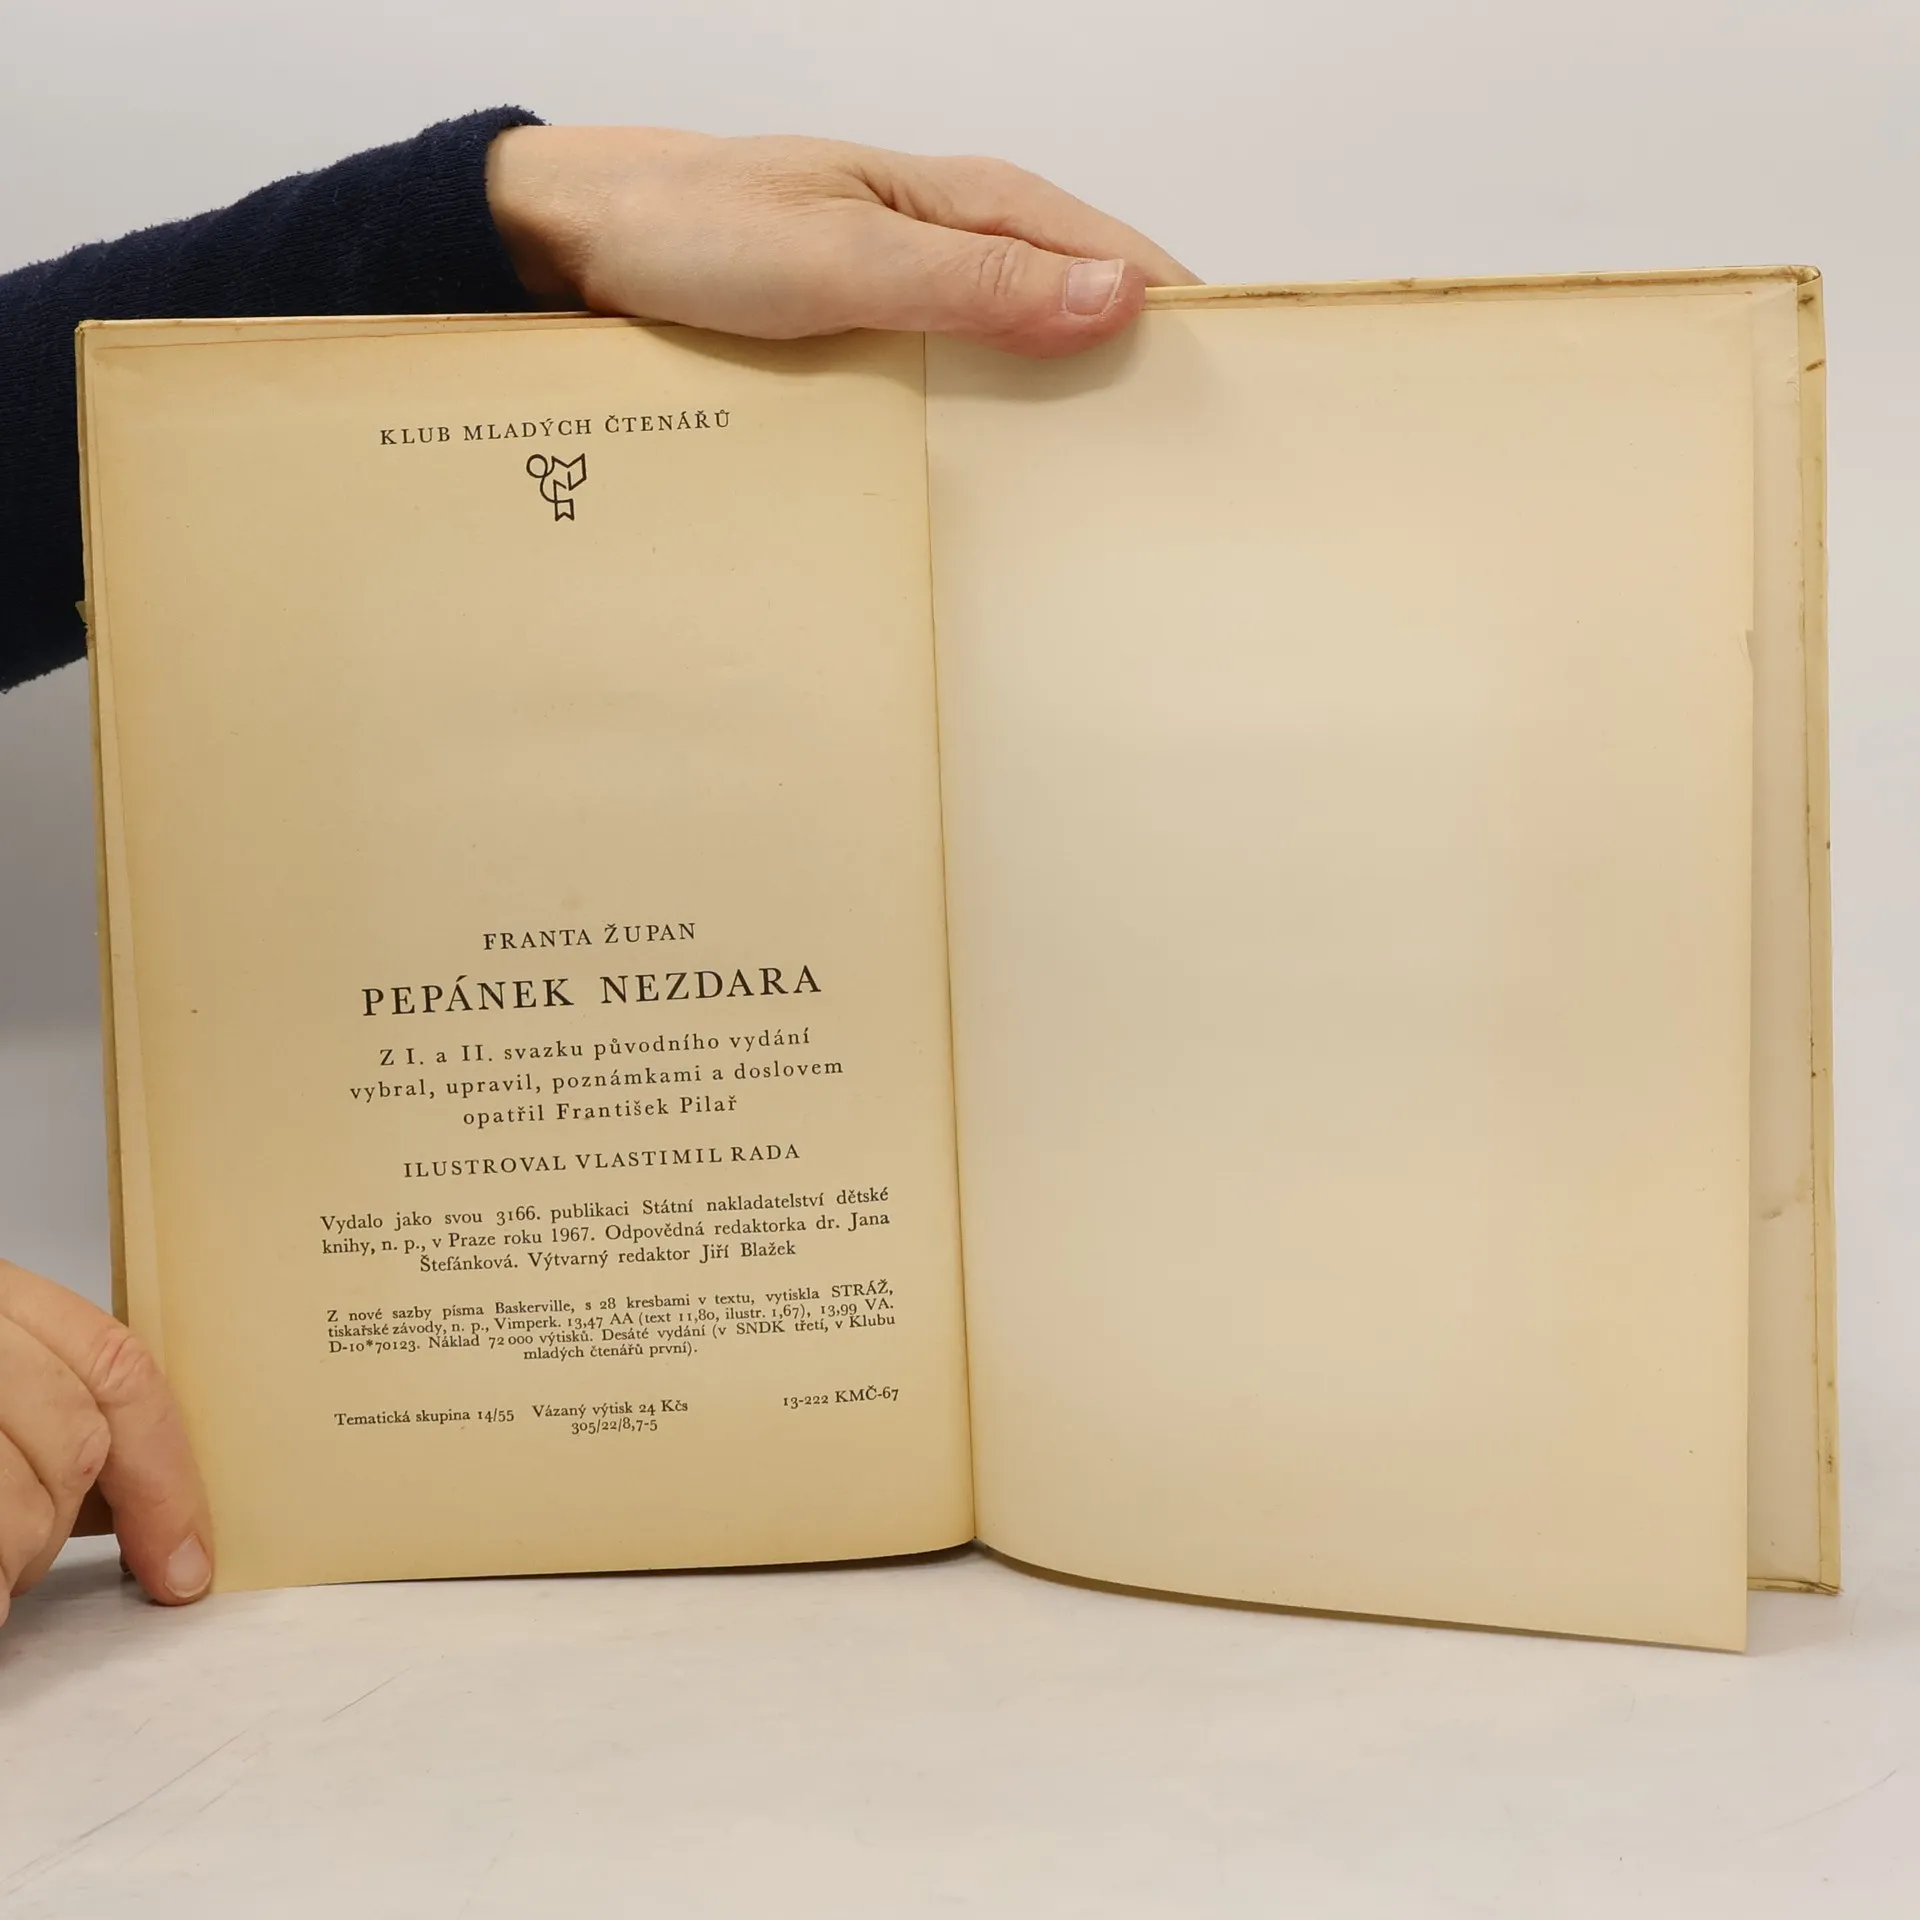 KLUB MLADÝCH ČTENÁŘŮ
FRANTA ŽUPAN
PEPÁNEK NEZDARA
Z I. a II. svazku původního vydání
vybral, upravil, poznámkami a doslovem
opatřil František Pilař
ILUSTROVAL VLASTIMIL RADA
Vydalo jako svou 3166. publikaci Státní nakladatelství dětské
knihy, n. p., v Praze roku 1967. Odpovědná redaktorka dr. Jana
Štefánková. Výtvarný redaktor Jiří Blažek
Z nové sazby písma Baskerville, s 28 kresbami v textu, vytiskla STRÁŽ,
tiskařské závody, n. p., Vimperk. 13,47 AA (text 11,80, ilustr. 1,67), 13,99 VA.
D-10*70123. Náklad 72 000 výtisků. Desáté vydání (v SNDK třetí, v Klubu
mladých čtenářů první).
Tematická skupina 14/55 Vázaný výtisk 24 Kčs 13-222 KMČ-67
305/22/8,7-5